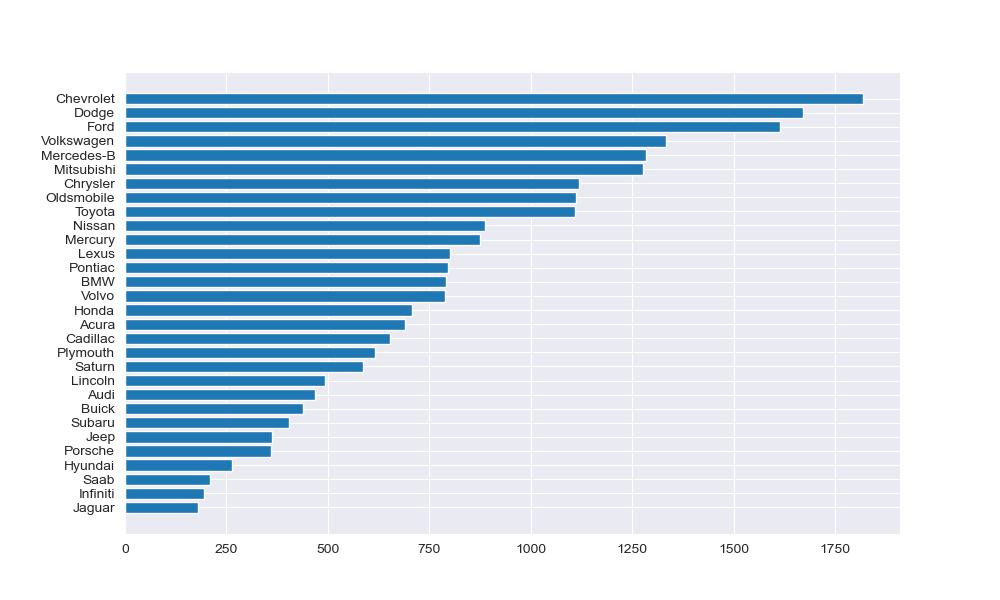 Chevrolet
Dodge
Ford
Volkswagen
Mercedes-B
Mitsubishi
Chrysler
Oldsmobile
Toyota
Nissan
Mercury
Lexus
Pontiac
BMW
Volvo
Honda
Acura
Cadillac
Plymouth
Saturn
Lincoln
Audi
Buick
Subaru
Jeep
Porsche
Hyundai
Saab
Infiniti
Jaguar
0 250 500 750 1000 1250 1500 1750